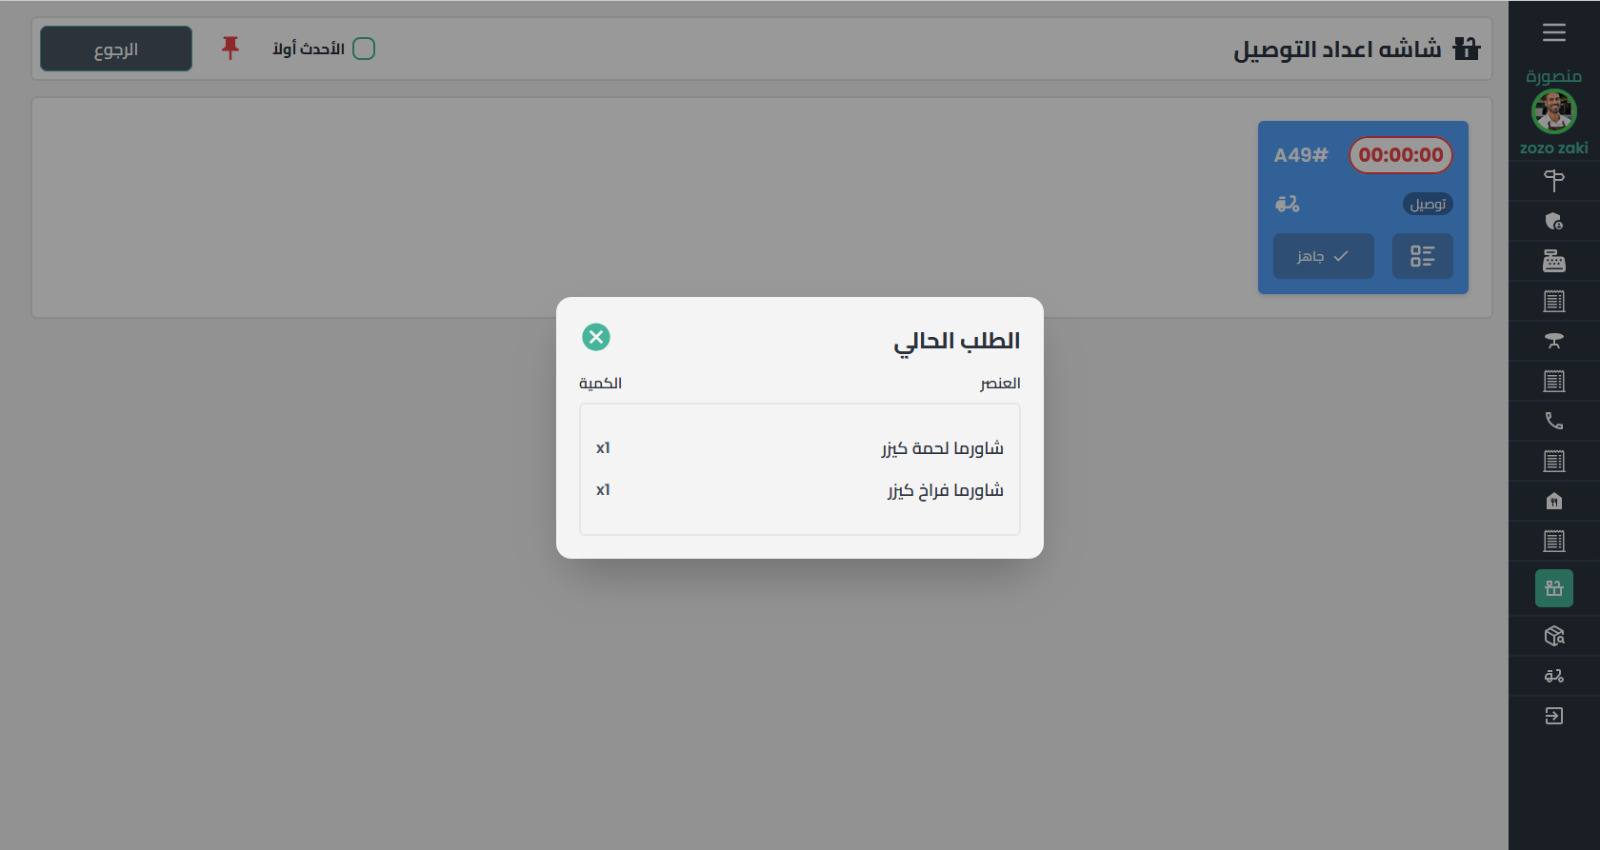 شاشه اعداد التوصيل
الأحدث أولاً
الرجوع
منصورة
zozo zaki
A49#
00:00:00
توصيل
جاهز
الطلب الحالي
العنصر
الكمية
شاورما لحمة كيزر
x1
شاورما فراخ كيزر
x1